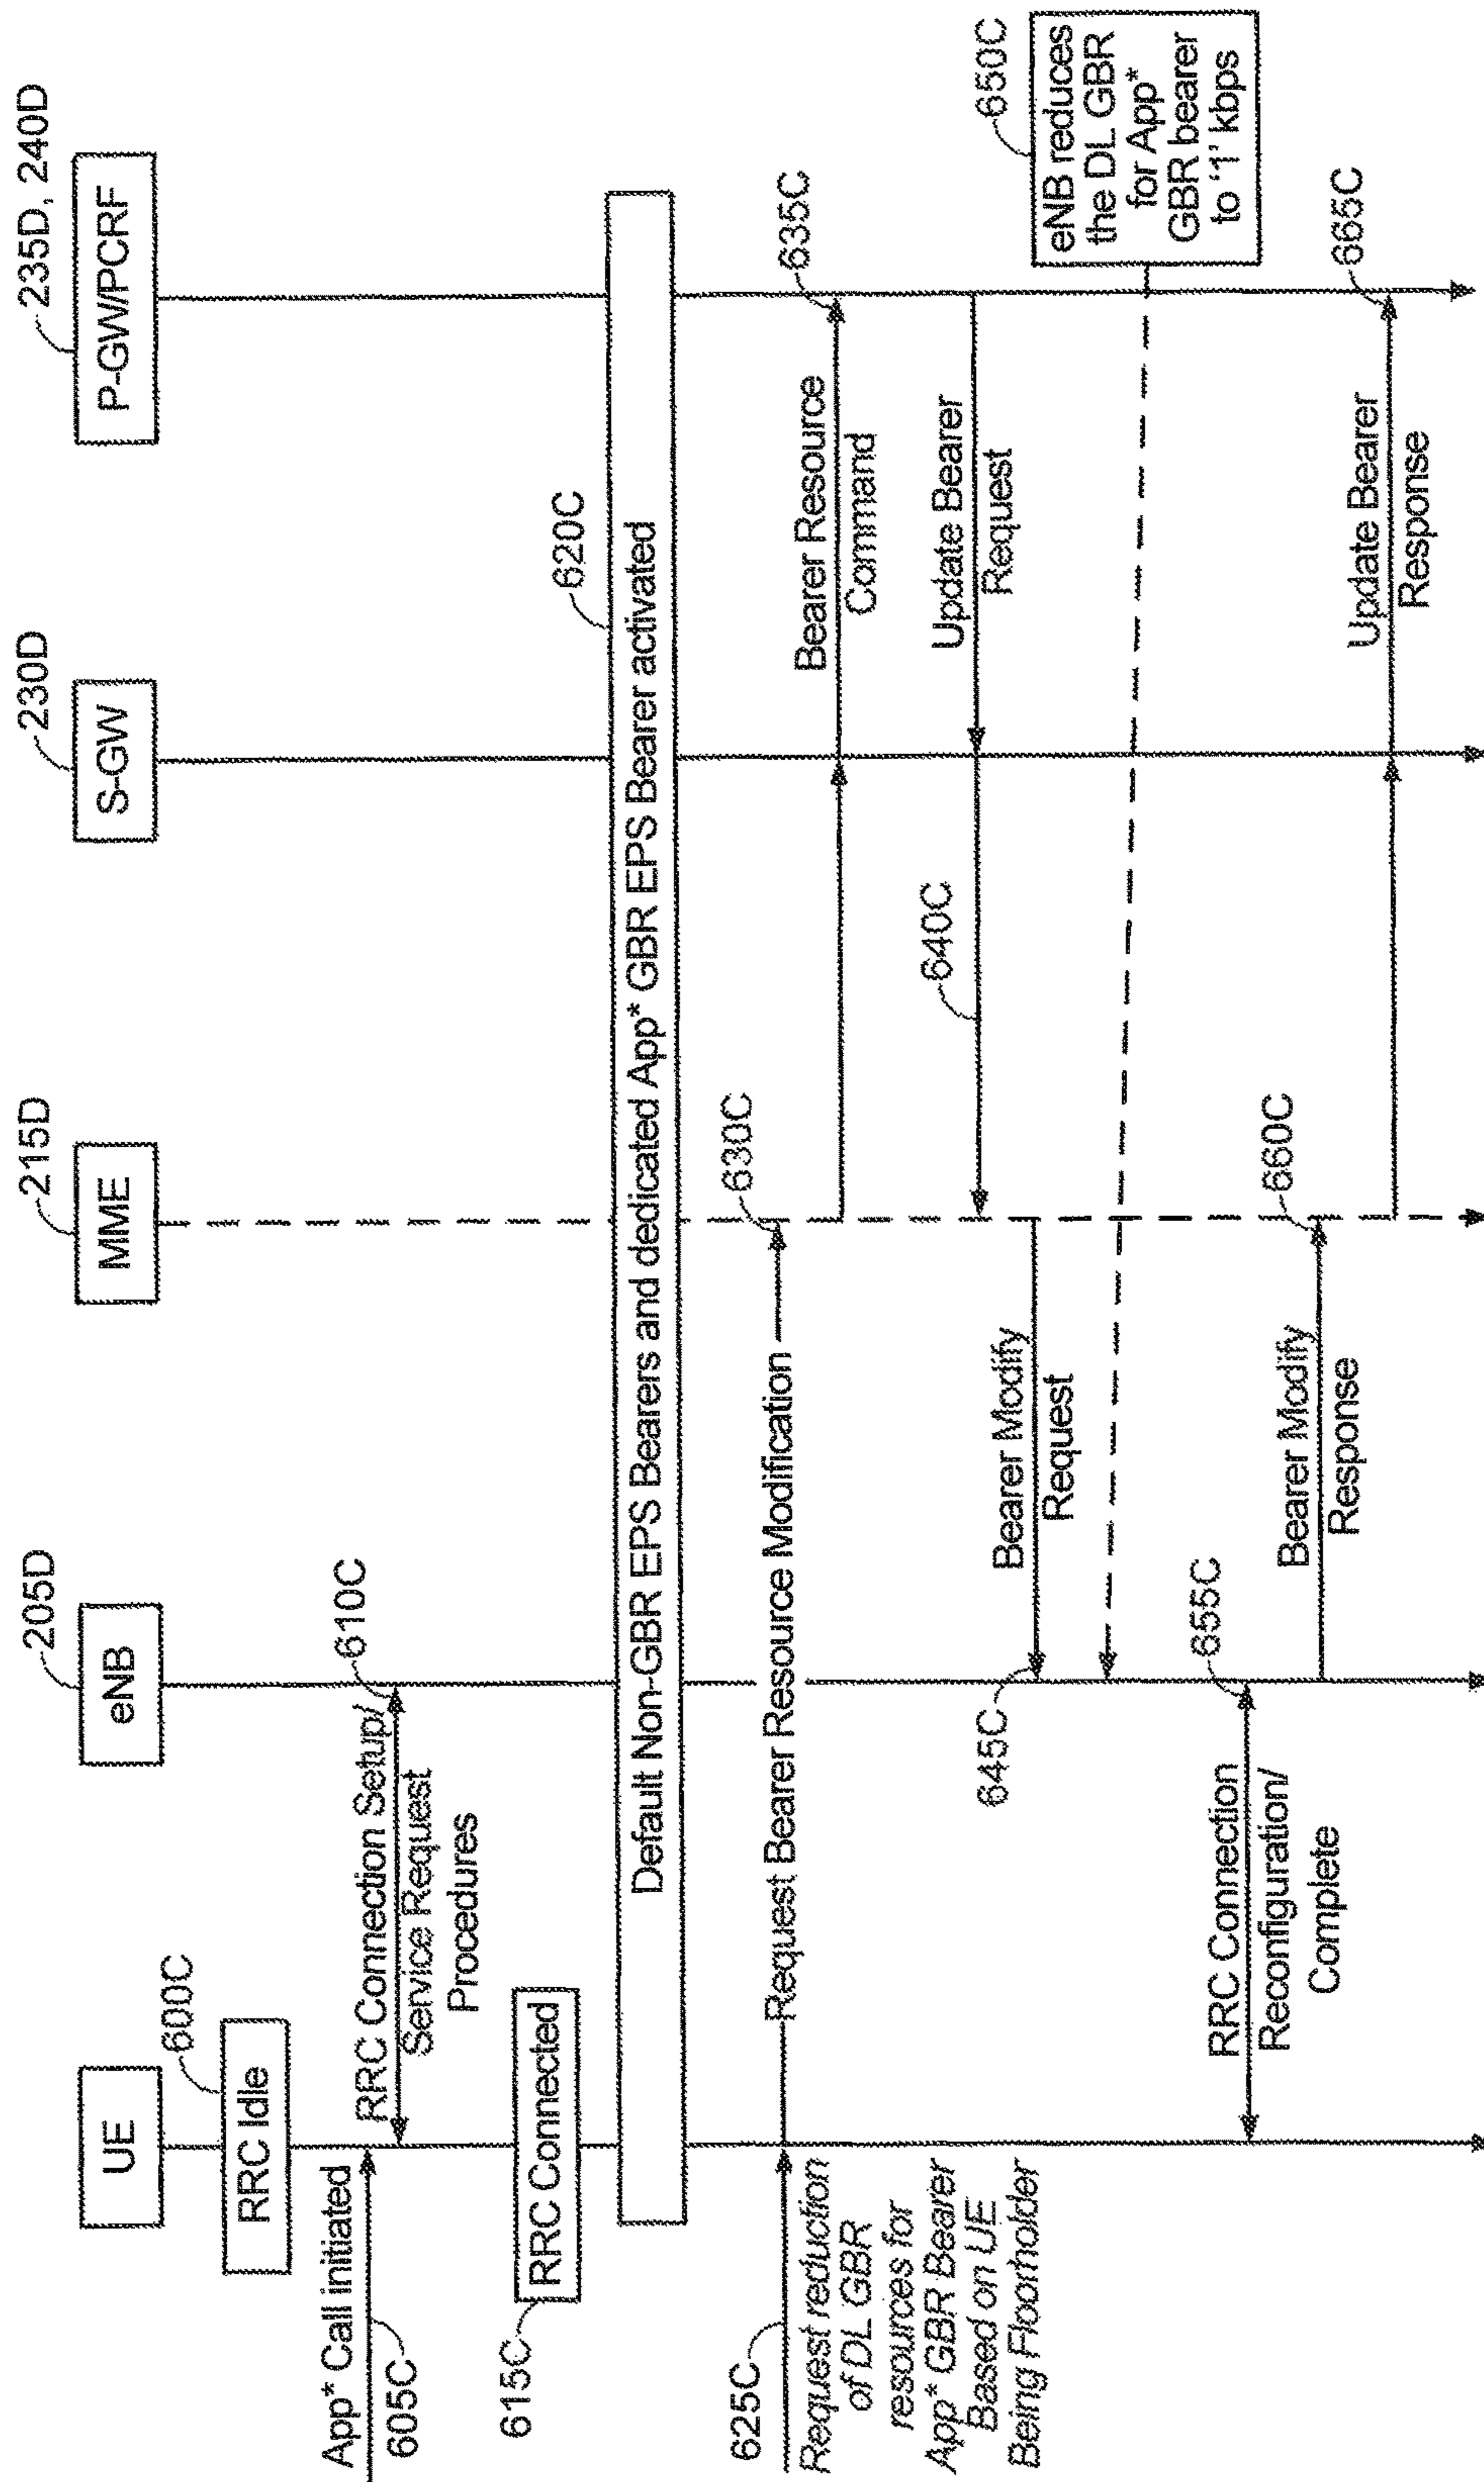 205D
215D
230D
235D, 240D
UE
eNB
MME
S-GW
P-GW/PCRF
600C
RRC Idle
App* Call initiated
605C
610C
RRC Connection Setup/
Service Request
Procedures
615C
RRC Connected
620C
Default Non-GBR EPS Bearers and dedicated App* GBR EPS Bearer activated
625C
Request reduction
of DL GBR
resources for
App* GBR Bearer
Based on UE
Being Floorholder
Request Bearer Resource Modification
630C
Bearer Resource
Command
635C
640C
Update Bearer
Request
645C
Bearer Modify
Request
650C
eNB reduces
the DL GBR
for App*
GBR bearer
to '1' kbps
655C
RRC Connection
Reconfiguration/
Complete
Bearer Modify
Response
660C
Update Bearer
Response
665C